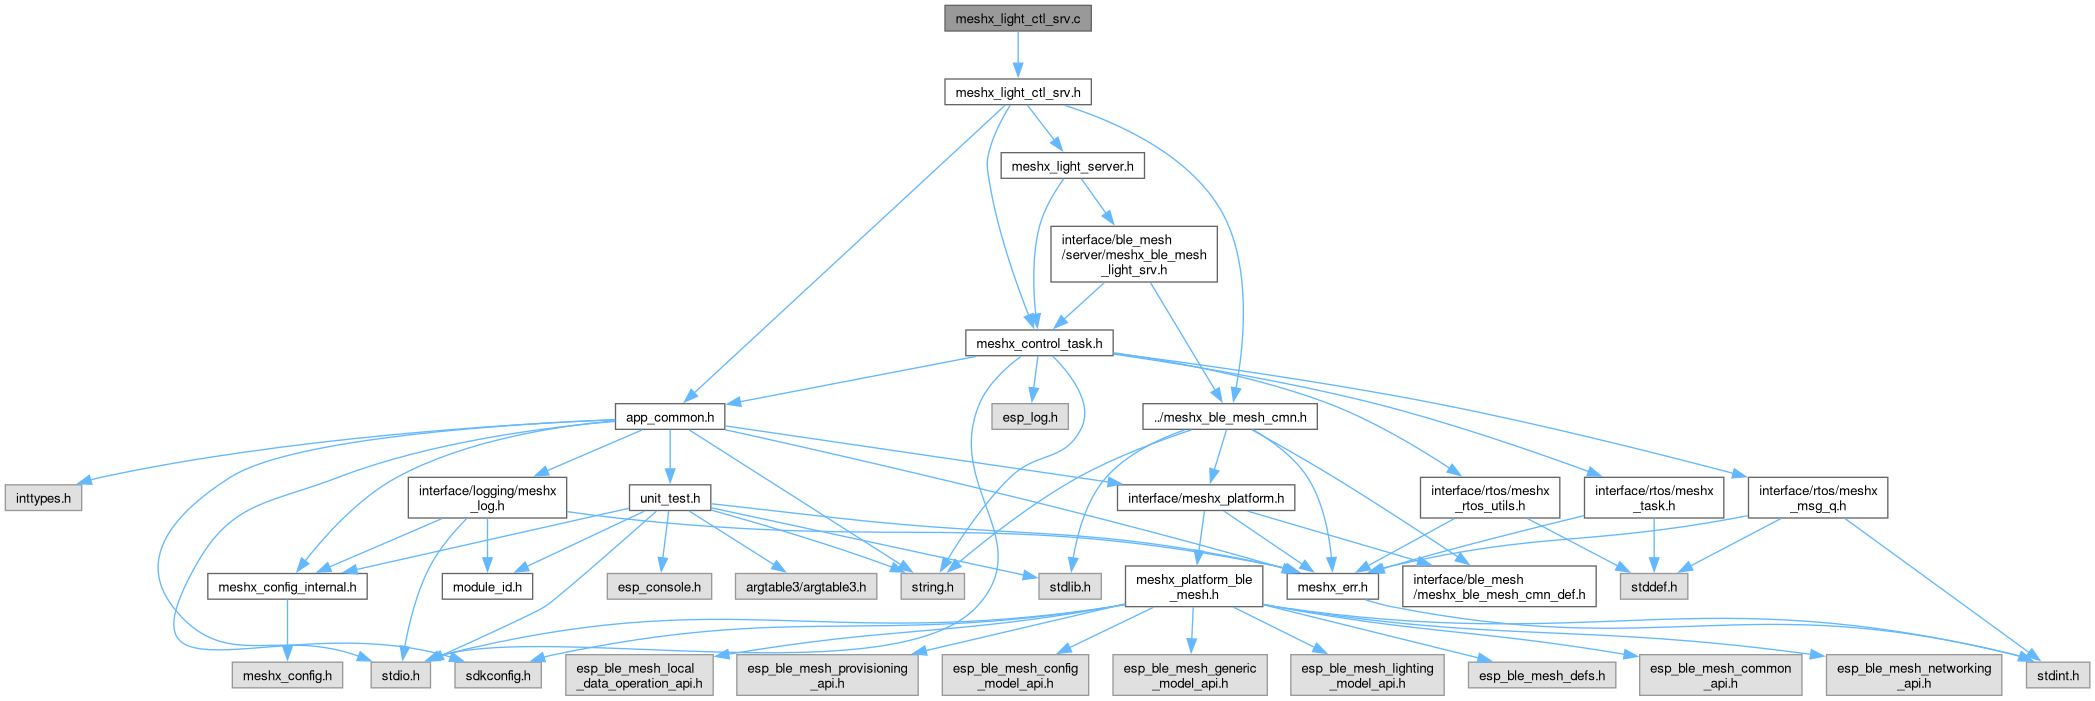 meshx_light_ctl_srv.c
meshx_light_ctl_srv.h
meshx_light_server.h
interface/ble_mesh
/server/meshx_ble_mesh
_light_srv.h
meshx_control_task.h
app_common.h
esp_log.h
../meshx_ble_mesh_cmn.h
inttypes.h
interface/logging/meshx
_log.h
unit_test.h
interface/meshx_platform.h
interface/rtos/meshx
_rtos_utils.h
interface/rtos/meshx
_task.h
interface/rtos/meshx
_msg_q.h
meshx_config_internal.h
module_id.h
esp_console.h
argtable3/argtable3.h
string.h
stdlib.h
meshx_platform_ble
_mesh.h
meshx_err.h
interface/ble_mesh
/meshx_ble_mesh_cmn_def.h
stddef.h
meshx_config.h
stdio.h
sdkconfig.h
esp_ble_mesh_local
_data_operation_api.h
esp_ble_mesh_provisioning
_api.h
esp_ble_mesh_config
_model_api.h
esp_ble_mesh_generic
_model_api.h
esp_ble_mesh_lighting
_model_api.h
esp_ble_mesh_defs.h
esp_ble_mesh_common
_api.h
esp_ble_mesh_networking
_api.h
stdint.h